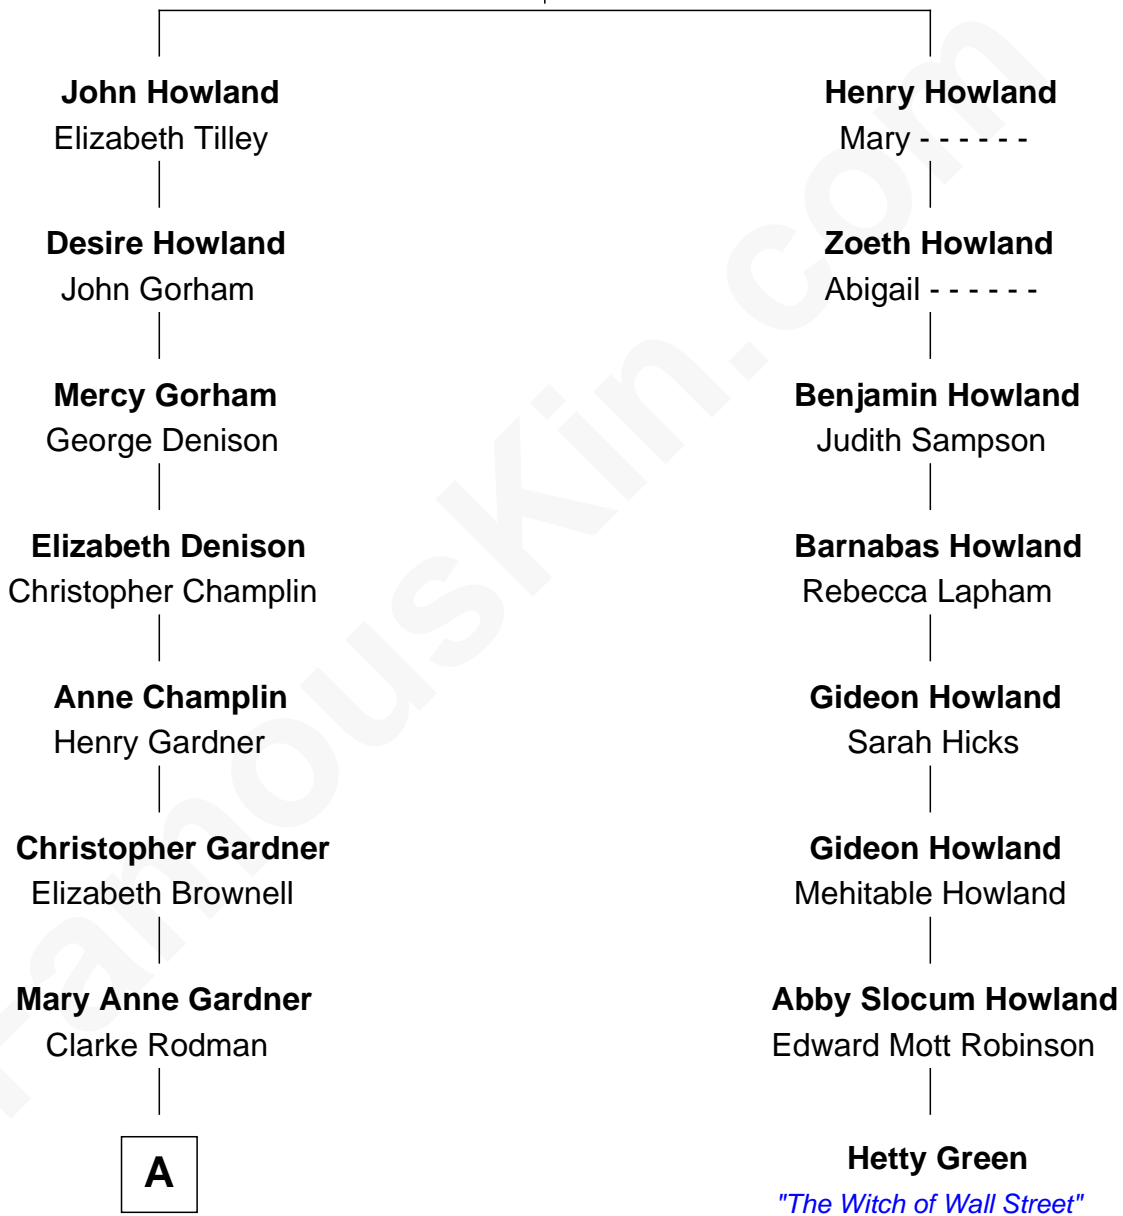 John Howland
Elizabeth Tilley
Desire Howland
John Gorham
Mercy Gorham
George Denison
Elizabeth Denison
Christopher Champlin
Anne Champlin
Henry Gardner
Christopher Gardner
Elizabeth Brownell
Mary Anne Gardner
Clarke Rodman
A
Henry Howland
Mary - - - - - -
Zoeth Howland
Abigail - - - - - -
Benjamin Howland
Judith Sampson
Barnabas Howland
Rebecca Lapham
Gideon Howland
Sarah Hicks
Gideon Howland
Mehitable Howland
Abby Slocum Howland
Edward Mott Robinson
Hetty Green
"The Witch of Wall Street"
FamousKin.com